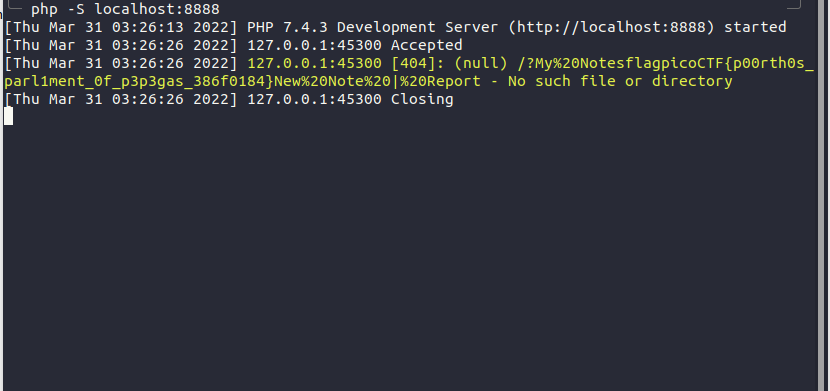 php -S localhost:8888
[Thu Mar 31 03:26:13 2022] PHP 7.4.3 Development Server (http://localhost:8888) started
[Thu Mar 31 03:26:26 2022] 127.0.0.1:45300 Accepted
[Thu Mar 31 03:26:26 2022] 127.0.0.1:45300 [404]: (null) /?My%20NotesflagpicoCTF{p00rth0s_
parl1ment_0f_p3p3gas_386f0184}New%20Note%20|%20Report - No such file or directory
[Thu Mar 31 03:26:26 2022] 127.0.0.1:45300 Closing